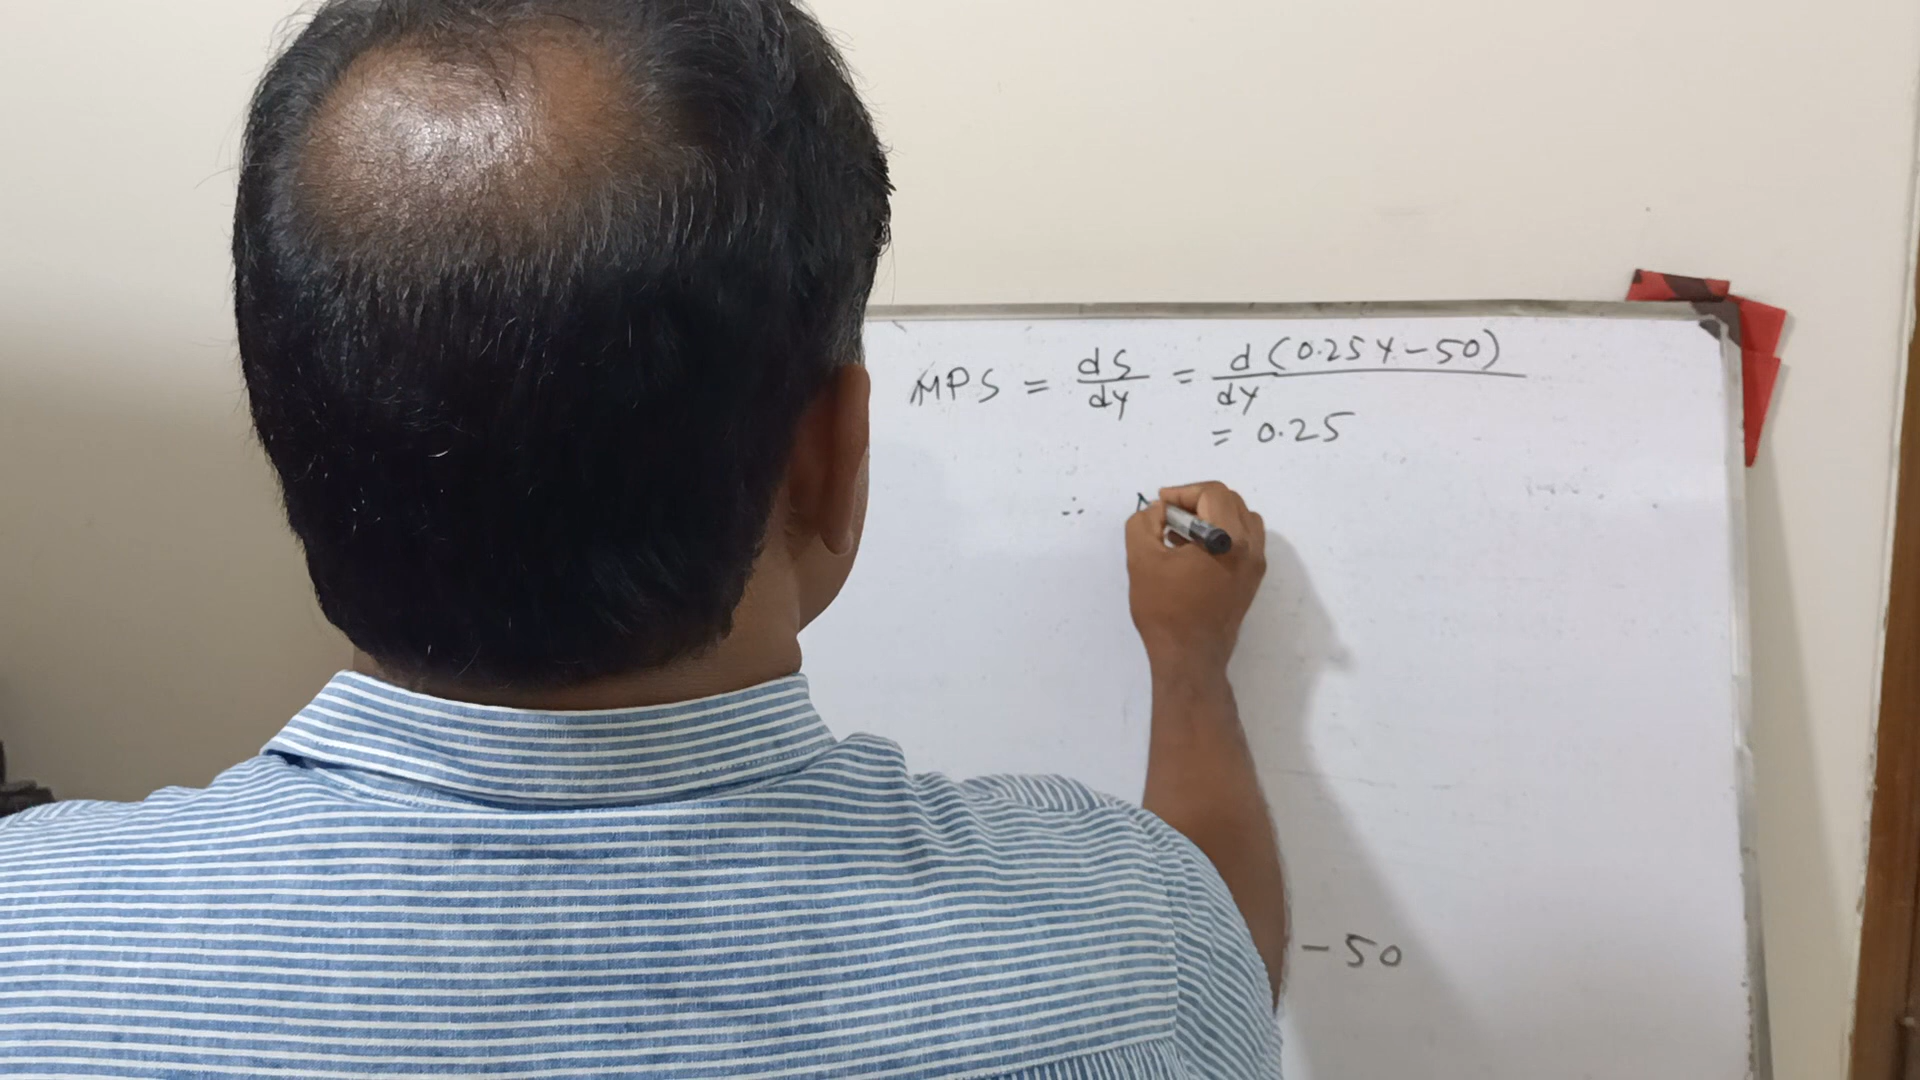 MPS = dS/dY = d(0.25Y-50)/dY
= 0.25
∴
- 50